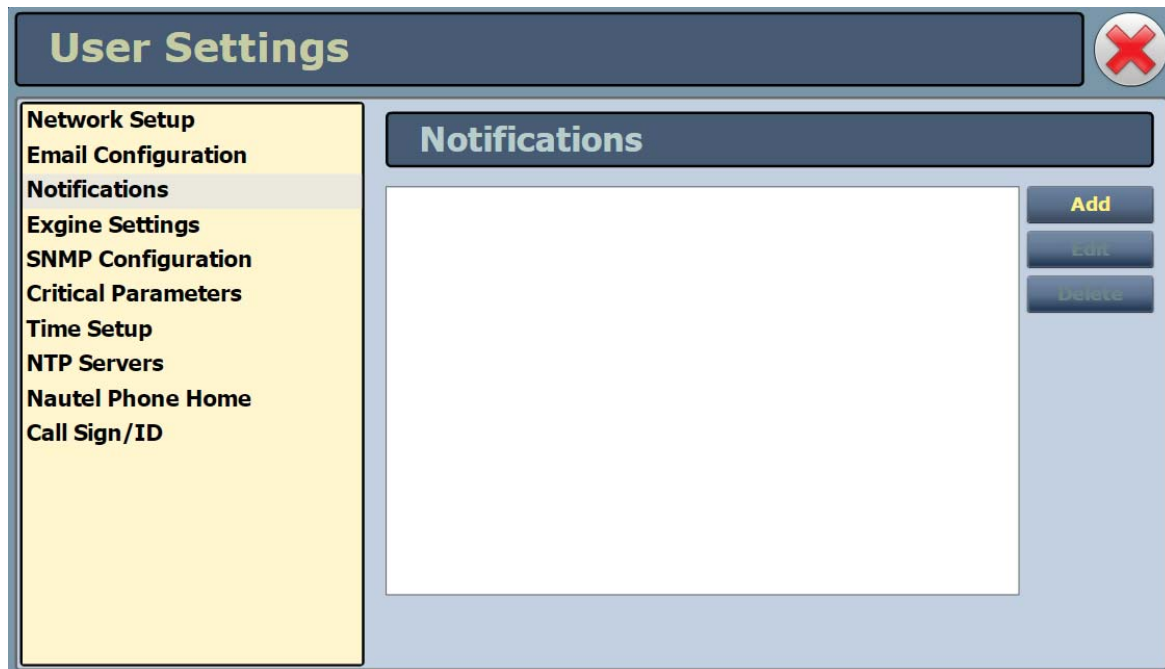 User Settings
Network Setup
Email Configuration
Notifications
Exgine Settings
SNMP Configuration
Critical Parameters
Time Setup
NTP Servers
Nautel Phone Home
Call Sign/ID
Notifications
Add
Edit
Delete